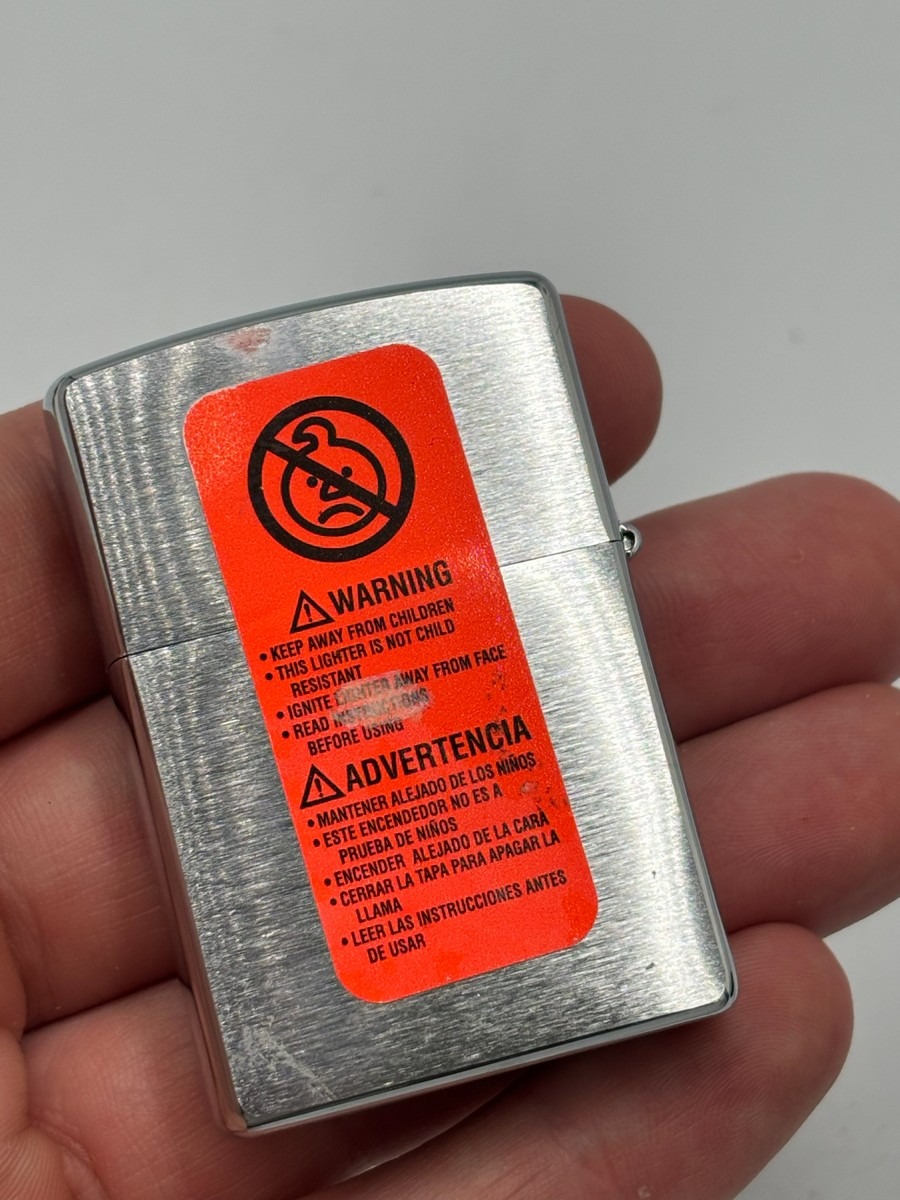 ⚠WARNING
• KEEP AWAY FROM CHILDREN
• THIS LIGHTER IS NOT CHILD
RESISTANT
• IGNITE LIGHTER AWAY FROM FACE
• READ INSTRUCTIONS
BEFORE USING
⚠ADVERTENCIA
• MANTENER ALEJADO DE LOS NIÑOS
• ESTE ENCENDEDOR NO ES A
PRUEBA DE NIÑOS
• ENCENDER ALEJADO DE LA CARA
• CERRAR LA TAPA PARA APAGAR LA
LLAMA
• LEER LAS INSTRUCCIONES ANTES
DE USAR